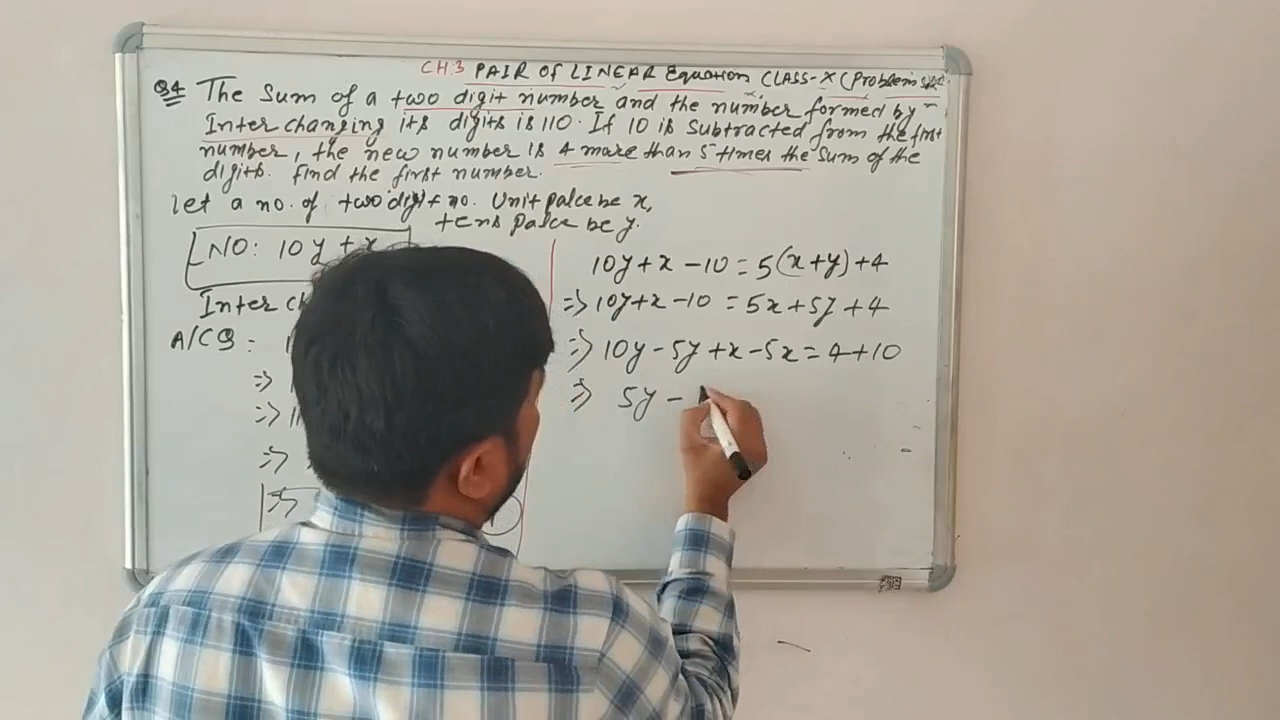 CH.3 PAIR OF LINEAR Equation CLASS-X (Problem
Q4 The Sum of a two digit number and the number formed by
Interchanging its digits is 110. If 10 is subtracted from the first
number, the new number is 4 more than 5 times the sum of the
digits. find the first number.
let a no. of two digit no. Unit palce be x,
tens palce be y.
NO: 10y + x
Inter ch
A/CQ:
10y+x-10=5(x+y)+4
=> 10y+x-10=5x+5y+4
=> 10y-5y+x-5x=4+10
=> 5y-
=>
=>
=>